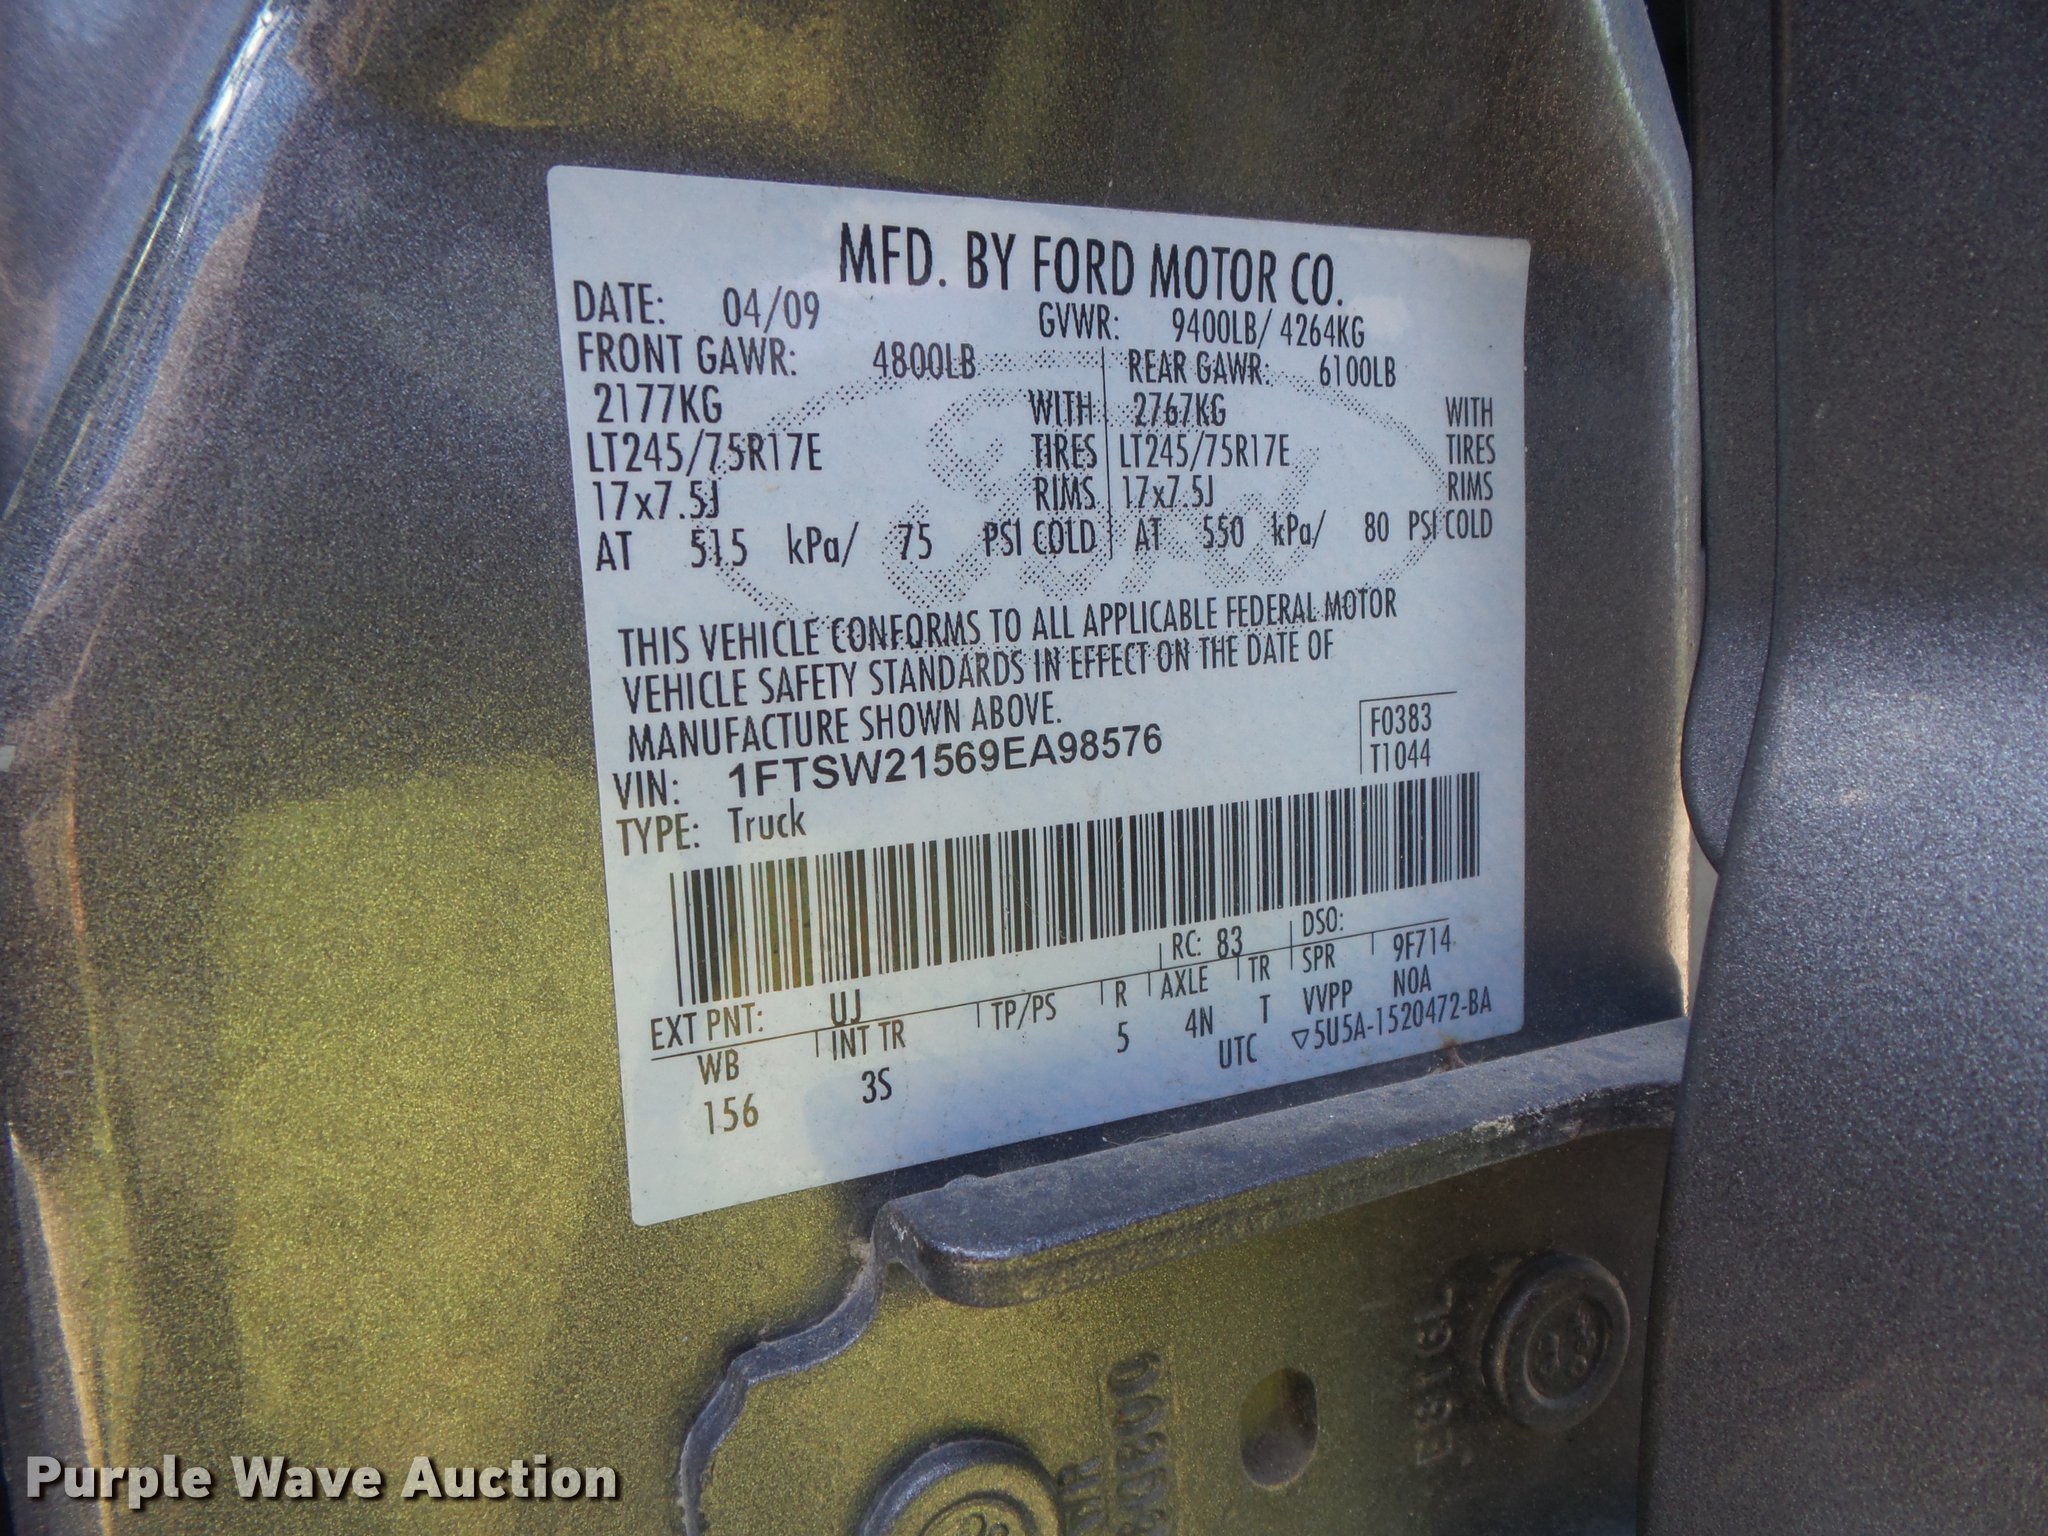 MFD. BY FORD MOTOR CO.
DATE: 04/09 GVWR: 9400LB/ 4264KG
FRONT GAWR: 4800LB REAR GAWR: 6100LB
2177KG WITH 2767KG WITH
LT245/75R17E TIRES LT245/75R17E TIRES
17x7.5J RIMS 17x7.5J RIMS
AT 515 kPa/ 75 PSI COLD AT 550 kPa/ 80 PSI COLD
Ford
THIS VEHICLE CONFORMS TO ALL APPLICABLE FEDERAL MOTOR
VEHICLE SAFETY STANDARDS IN EFFECT ON THE DATE OF
MANUFACTURE SHOWN ABOVE.
VIN: 1FTSW21569EA98576 F0383
TYPE: Truck T1044
EXT PNT: UJ RC: 83 DSO:
WB INT TR TP/PS R AXLE TR SPR 9F714
156 3S 5 4N T VVPP NOA
UTC ▽5U5A-1520472-BA
Purple Wave Auction